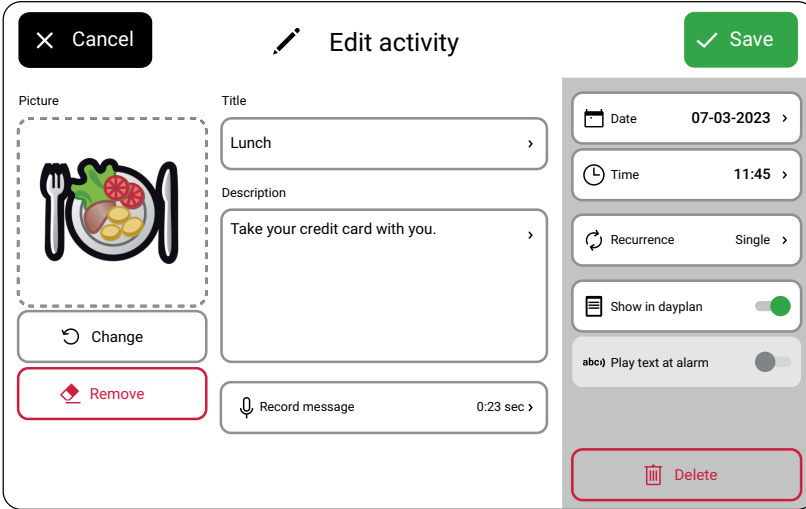 Cancel
Edit activity
Save
Picture
Title
Lunch
Description
Take your credit card with you.
Change
Remove
Record message 0:23 sec
Date 07-03-2023
Time 11:45
Recurrence Single
Show in dayplan
abc Play text at alarm
Delete